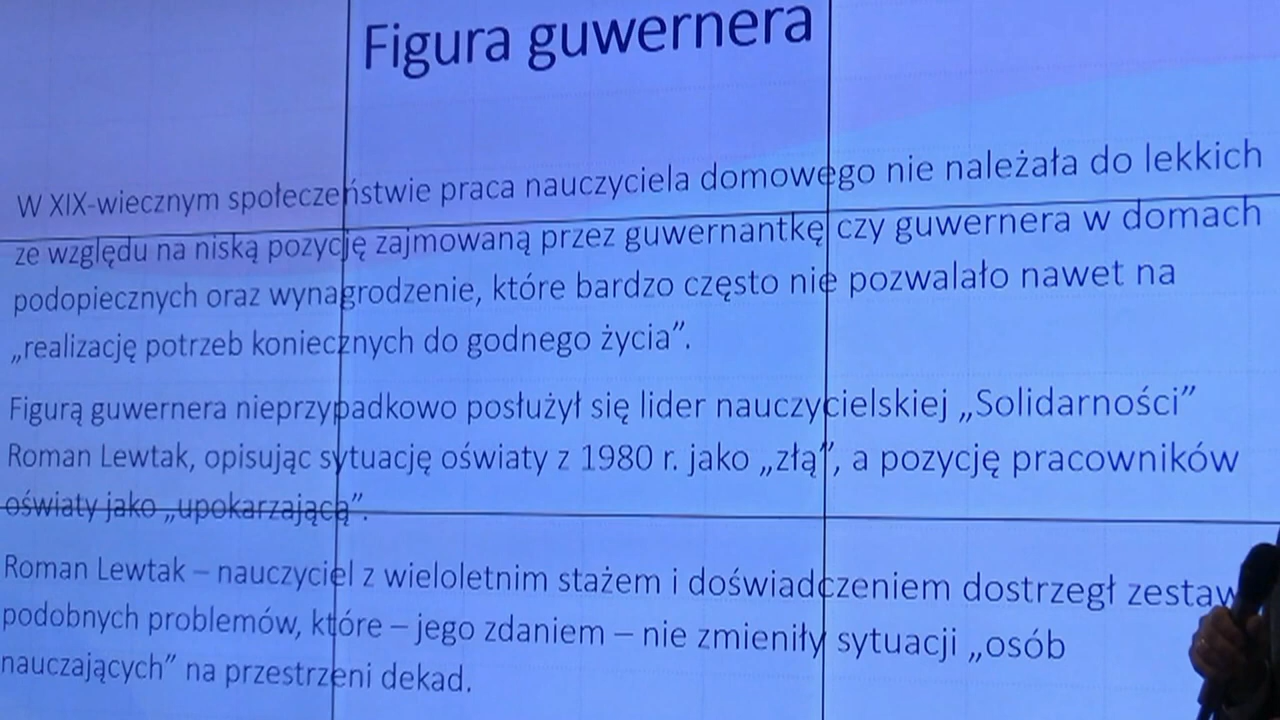 Figura guwernera
W XIX-wiecznym społeczeństwie praca nauczyciela domowego nie należała do lekkich
ze względu na niską pozycję zajmowaną przez guwernantkę czy guwernera w domach
podopiecznych oraz wynagrodzenie, które bardzo często nie pozwalało nawet na
„realizację potrzeb koniecznych do godnego życia”.
Figurą guwernera nieprzypadkowo posłużył się lider nauczycielskiej „Solidarności”
Roman Lewtak, opisując sytuację oświaty z 1980 r. jako „złą”, a pozycję pracowników
oświaty jako „upokarzającą”.
Roman Lewtak – nauczyciel z wieloletnim stażem i doświadczeniem dostrzegł zestaw
podobnych problemów, które – jego zdaniem – nie zmieniły sytuacji „osób
nauczających” na przestrzeni dekad.